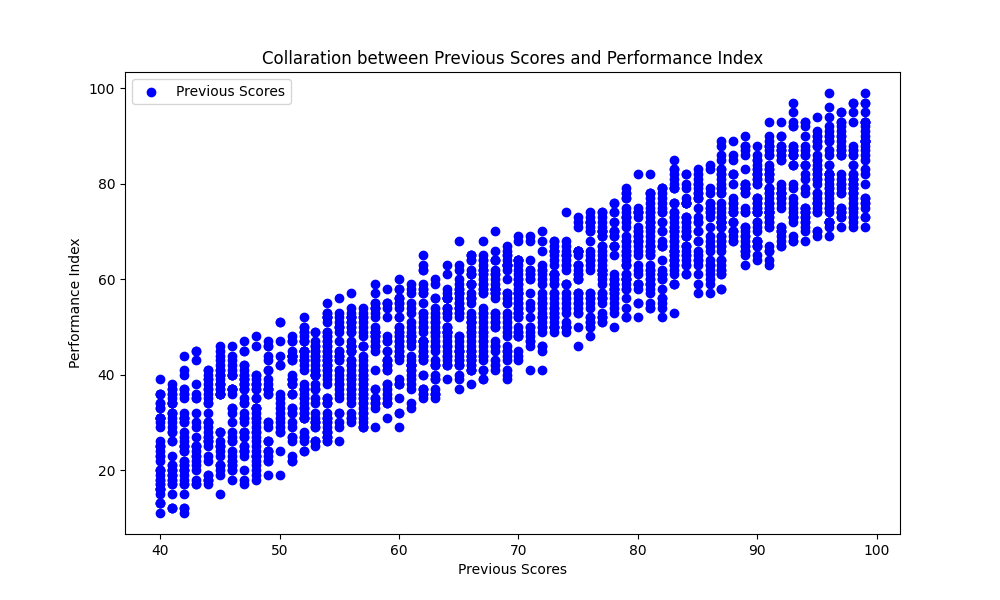 Collaration between Previous Scores and Performance Index
Previous Scores
100
80
60
40
20
Performance Index
40 50 60 70 80 90 100
Previous Scores